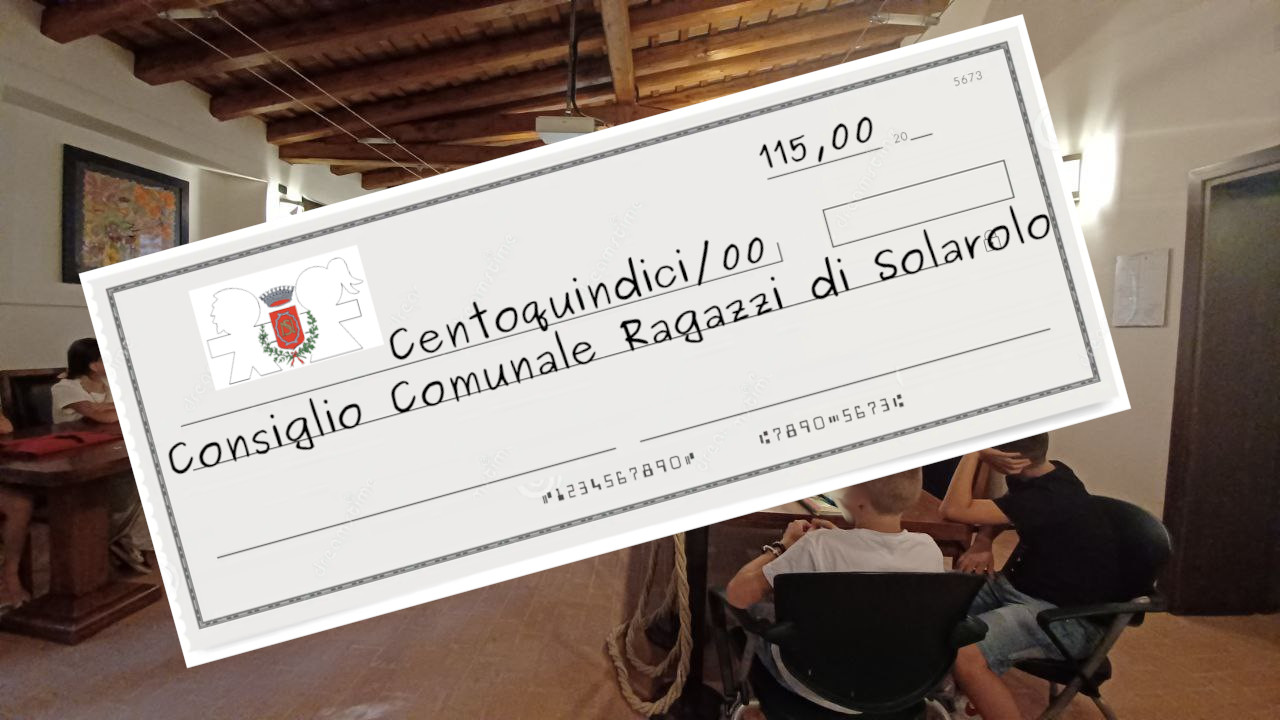 5673
115,00 20
Centoquindici/00
Consiglio Comunale Ragazzi di Solarolo
⑈1234567890⑈ ⑆7890⑉5673⑆